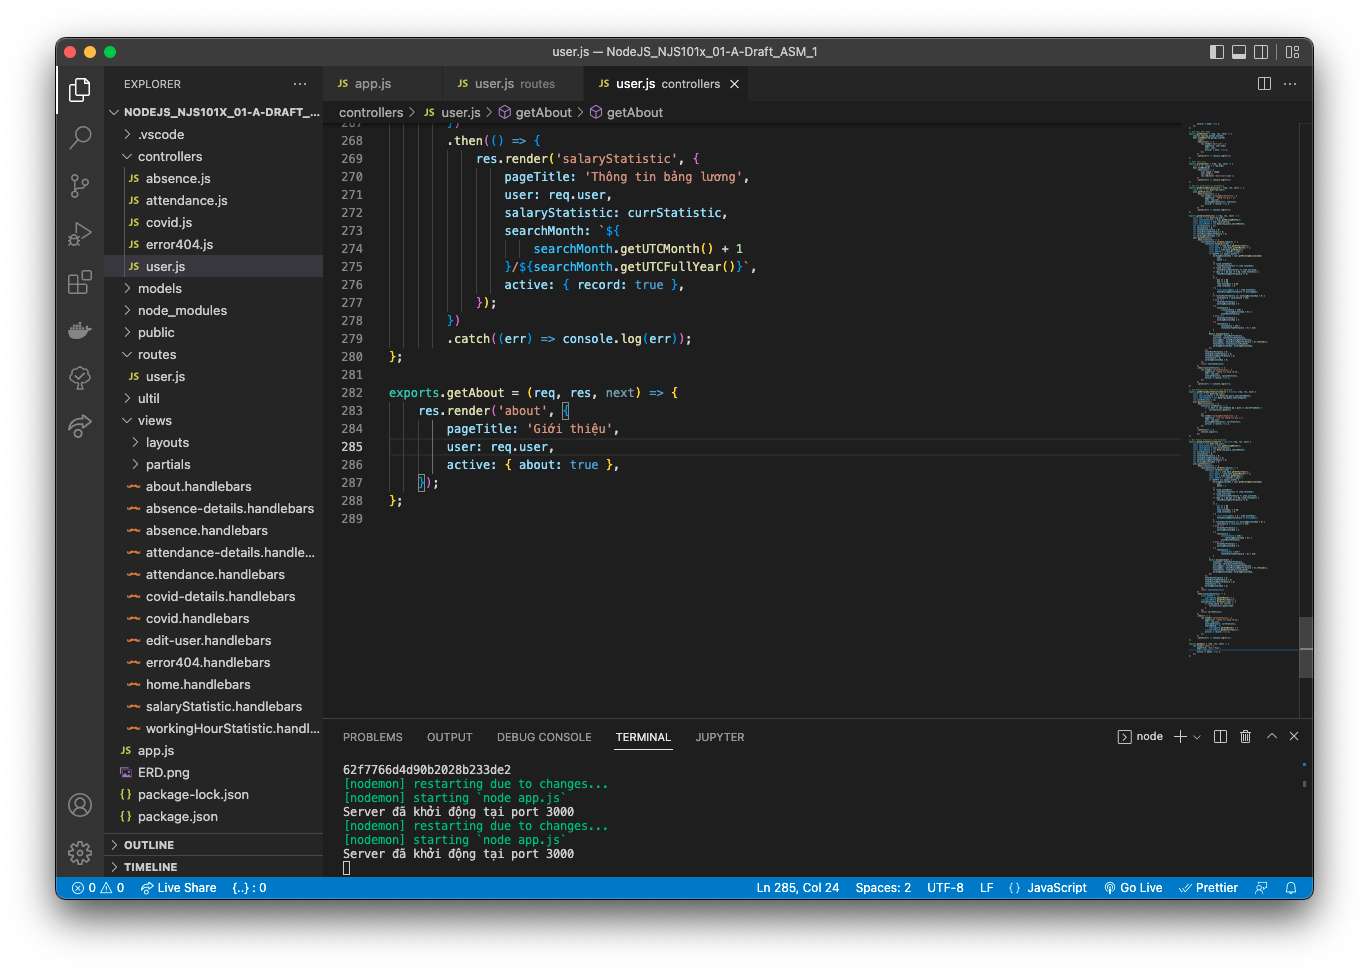 user.js — NodeJS_NJS101x_01-A-Draft_ASM_1
EXPLORER
NODEJS_NJS101X_01-A-DRAFT_...
.vscode
controllers
JS absence.js
JS attendance.js
JS covid.js
JS error404.js
JS user.js
models
node_modules
public
routes
JS user.js
ultil
views
layouts
partials
about.handlebars
absence-details.handlebars
absence.handlebars
attendance-details.handle...
attendance.handlebars
covid-details.handlebars
covid.handlebars
edit-user.handlebars
error404.handlebars
home.handlebars
salaryStatistic.handlebars
workingHourStatistic.handl...
JS app.js
ERD.png
{} package-lock.json
{} package.json
OUTLINE
TIMELINE
JS app.js
JS user.js routes
JS user.js controllers
controllers > JS user.js > getAbout > getAbout
267 })
268 .then(() => {
269 res.render('salaryStatistic', {
270 pageTitle: 'Thông tin bảng lương',
271 user: req.user,
272 salaryStatistic: currStatistic,
273 searchMonth: `${
274 searchMonth.getUTCMonth() + 1
275 }/${searchMonth.getUTCFullYear()}`,
276 active: { record: true },
277 });
278 })
279 .catch((err) => console.log(err));
280 };
281
282 exports.getAbout = (req, res, next) => {
283 res.render('about', {
284 pageTitle: 'Giới thiệu',
285 user: req.user,
286 active: { about: true },
287 });
288 };
289
PROBLEMS OUTPUT DEBUG CONSOLE TERMINAL JUPYTER
node
62f7766d4d90b2028b233de2
[nodemon] restarting due to changes...
[nodemon] starting `node app.js`
Server đã khởi động tại port 3000
[nodemon] restarting due to changes...
[nodemon] starting `node app.js`
Server đã khởi động tại port 3000
0 0 Live Share {..} : 0
Ln 285, Col 24 Spaces: 2 UTF-8 LF {} JavaScript Go Live Prettier